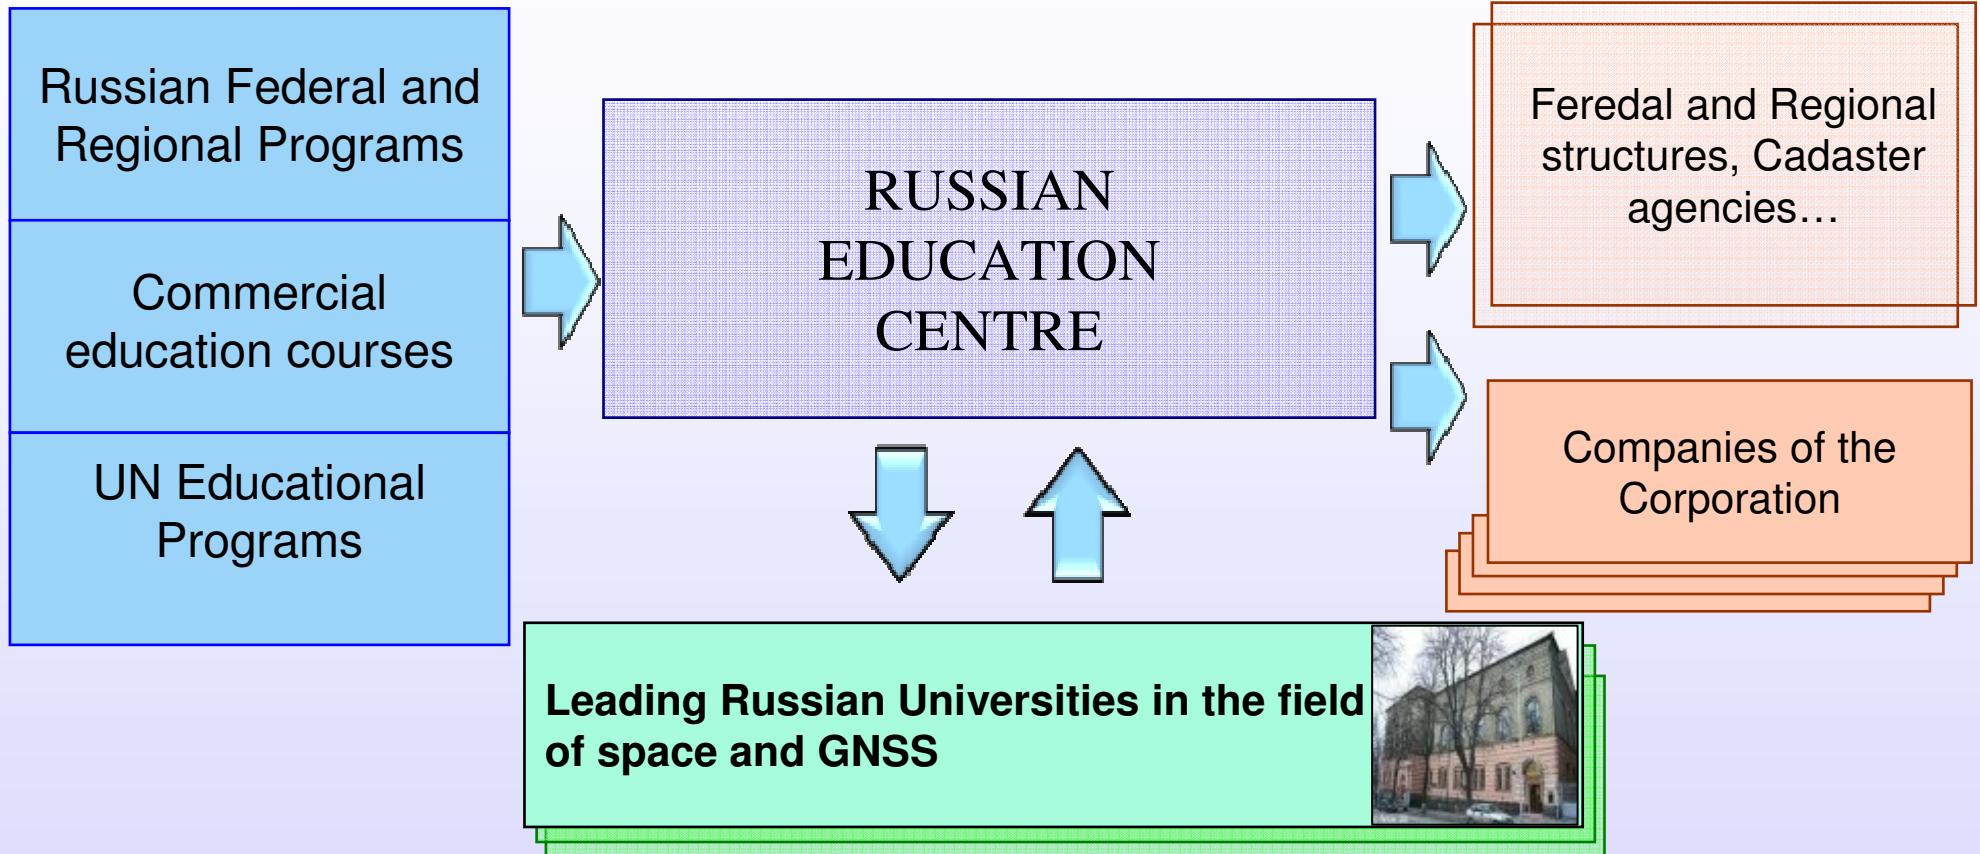 Russian Federal and
Regional Programs
Commercial
education courses
UN Educational
Programs
RUSSIAN
EDUCATION
CENTRE
Feredal and Regional
structures, Cadaster
agencies…
Companies of the
Corporation
Leading Russian Universities in the field
of space and GNSS